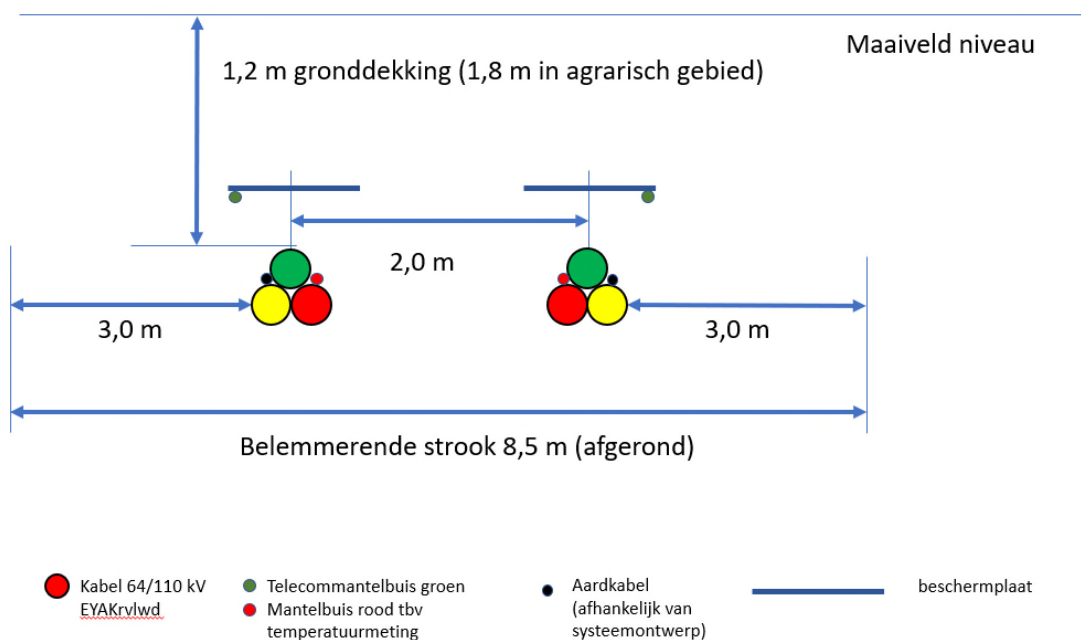 Maaiveld niveau
1,2 m gronddekking (1,8 m in agrarisch gebied)
2,0 m
3,0 m
3,0 m
Belemmerende strook 8,5 m (afgerond)
Kabel 64/110 kV
EYAKrvlwd
Telecommantelbuis groen
Mantelbuis rood tbv
temperatuurmeting
Aardkabel
(afhankelijk van
systeemontwerp)
beschermplaat